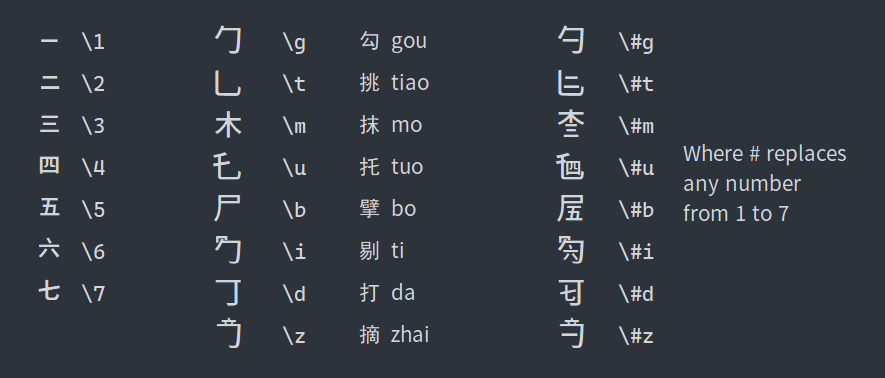 一 \1 勹 \g 勾 gou \#g
二 \2 乚 \t 挑 tiao \#t
三 \3 木 \m 抹 mo \#m
四 \4 乇 \u 托 tuo \#u
五 \5 尸 \b 擘 bo \#b
六 \6 \i 剔 ti \#i
七 \7 丁 \d 打 da \#d
\z 摘 zhai \#z
Where # replaces
any number
from 1 to 7